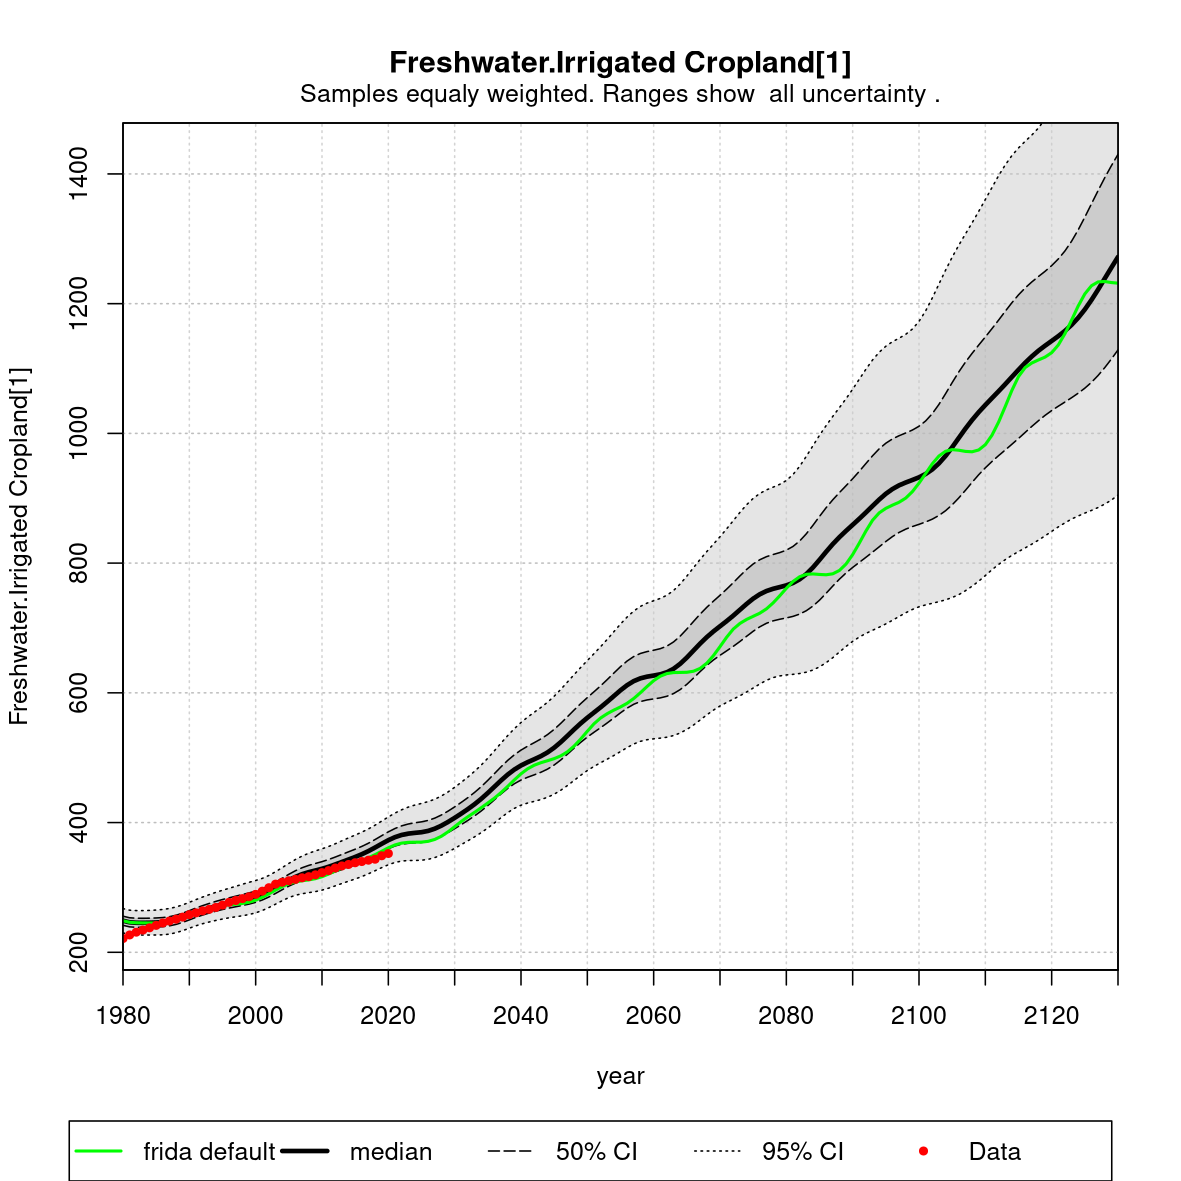 Freshwater.Irrigated Cropland[1]
Samples equaly weighted. Ranges show  all uncertainty .
Freshwater.Irrigated Cropland[1]
1400
1200
1000
800
600
400
200
1980 2000 2020 2040 2060 2080 2100 2120
year
frida default median 50% CI 95% CI Data